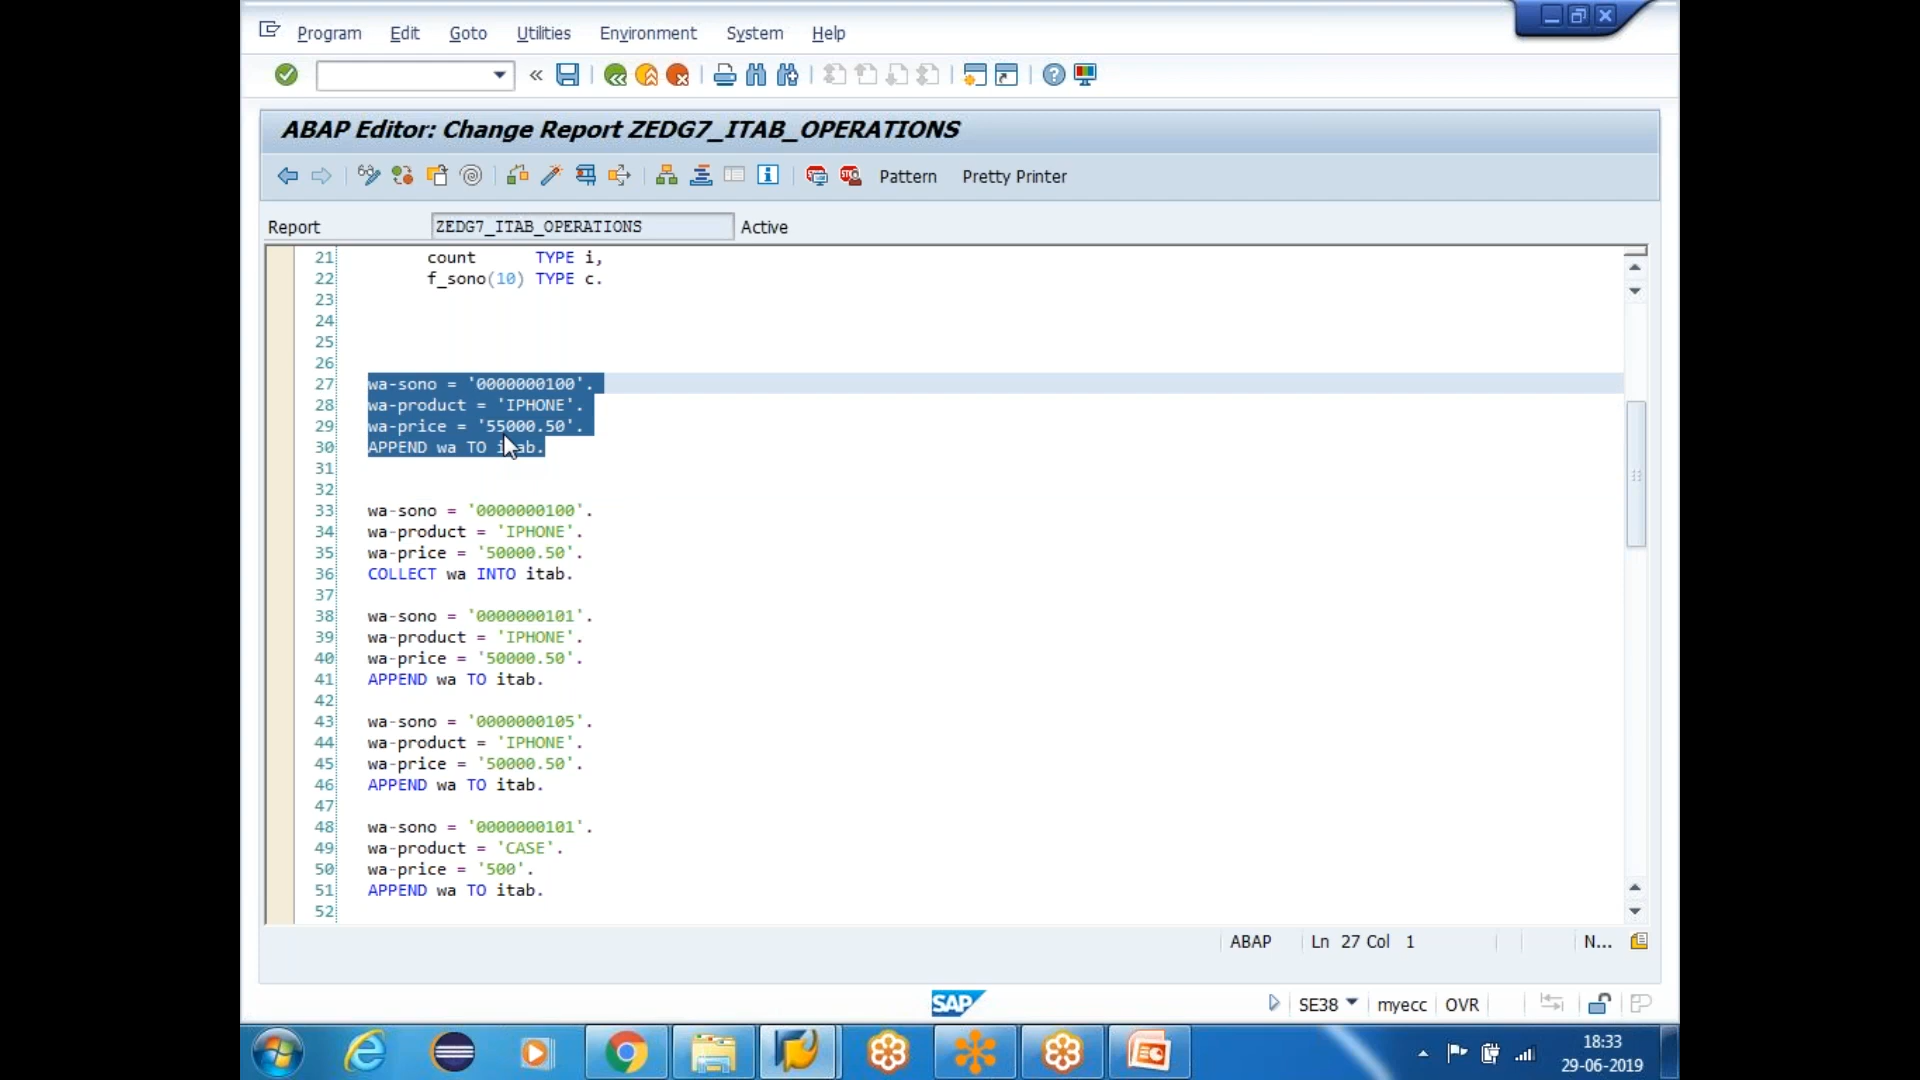 Program Edit Goto Utilities Environment System Help
ABAP Editor: Change Report ZEDG7_ITAB_OPERATIONS
Pattern Pretty Printer
Report ZEDG7_ITAB_OPERATIONS Active
21 count TYPE i,
22 f_sono(10) TYPE c.
23
24
25
26
27 wa-sono = '0000000100'.
28 wa-product = 'IPHONE'.
29 wa-price = '55000.50'.
30 APPEND wa TO itab.
31
32
33 wa-sono = '0000000100'.
34 wa-product = 'IPHONE'.
35 wa-price = '50000.50'.
36 COLLECT wa INTO itab.
37
38 wa-sono = '0000000101'.
39 wa-product = 'IPHONE'.
40 wa-price = '50000.50'.
41 APPEND wa TO itab.
42
43 wa-sono = '0000000105'.
44 wa-product = 'IPHONE'.
45 wa-price = '50000.50'.
46 APPEND wa TO itab.
47
48 wa-sono = '0000000101'.
49 wa-product = 'CASE'.
50 wa-price = '500'.
51 APPEND wa TO itab.
52
ABAP Ln 27 Col 1 N...
SAP SE38 myecc OVR
18:33
29-06-2019